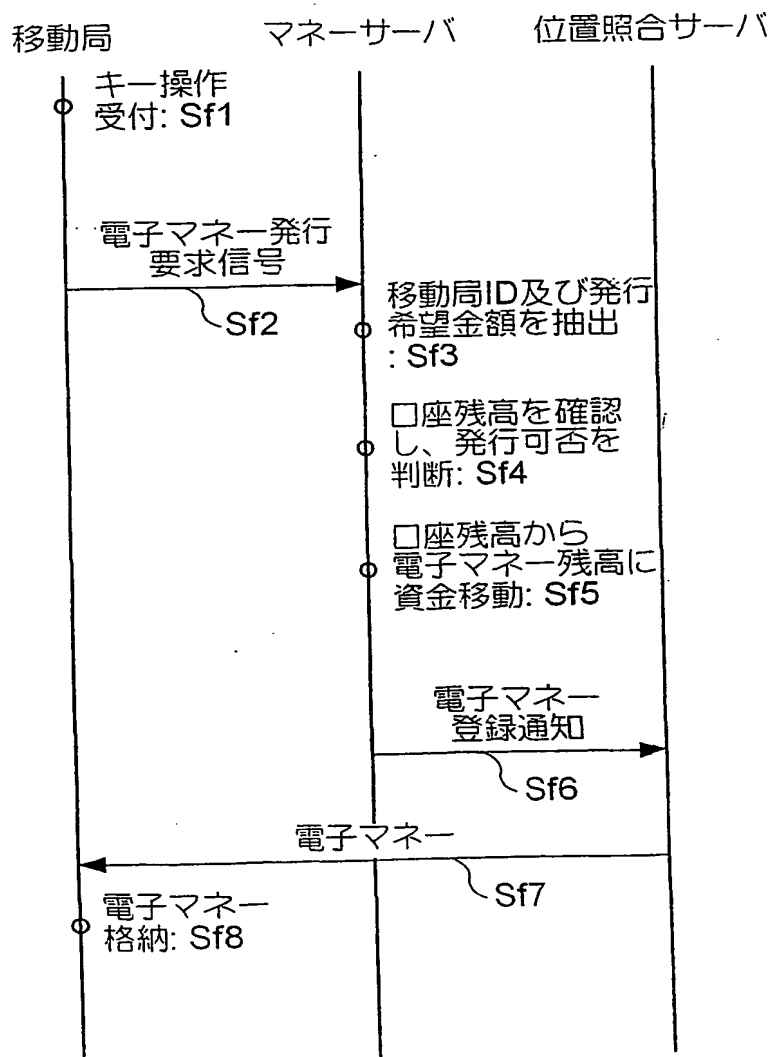 移動局
マネーサーバ
位置照合サーバ
キー操作
受付: Sf1
電子マネー発行
要求信号
Sf2
移動局ID及び発行
希望金額を抽出
: Sf3
口座残高を確認
し、発行可否を
判断: Sf4
口座残高から
電子マネー残高に
資金移動: Sf5
電子マネー
登録通知
Sf6
電子マネー
Sf7
電子マネー
格納: Sf8